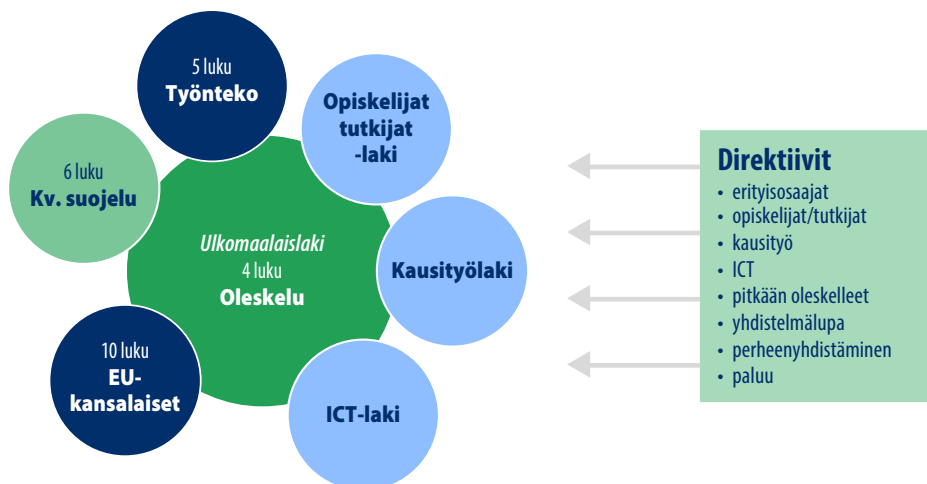 5 luku
Työnteko
Opiskelijat
tutkijat
-laki
6 luku
Kv. suojelu
Ulkomaalaislaki
4 luku
Oleskelu
Kausityölaki
10 luku
EU-
kansalaiset
ICT-laki
Direktiivit
• erityisosaajat
• opiskelijat/tutkijat
• kausityö
• ICT
• pitkään oleskelleet
• yhdistelmälupa
• perheenyhdistäminen
• paluu